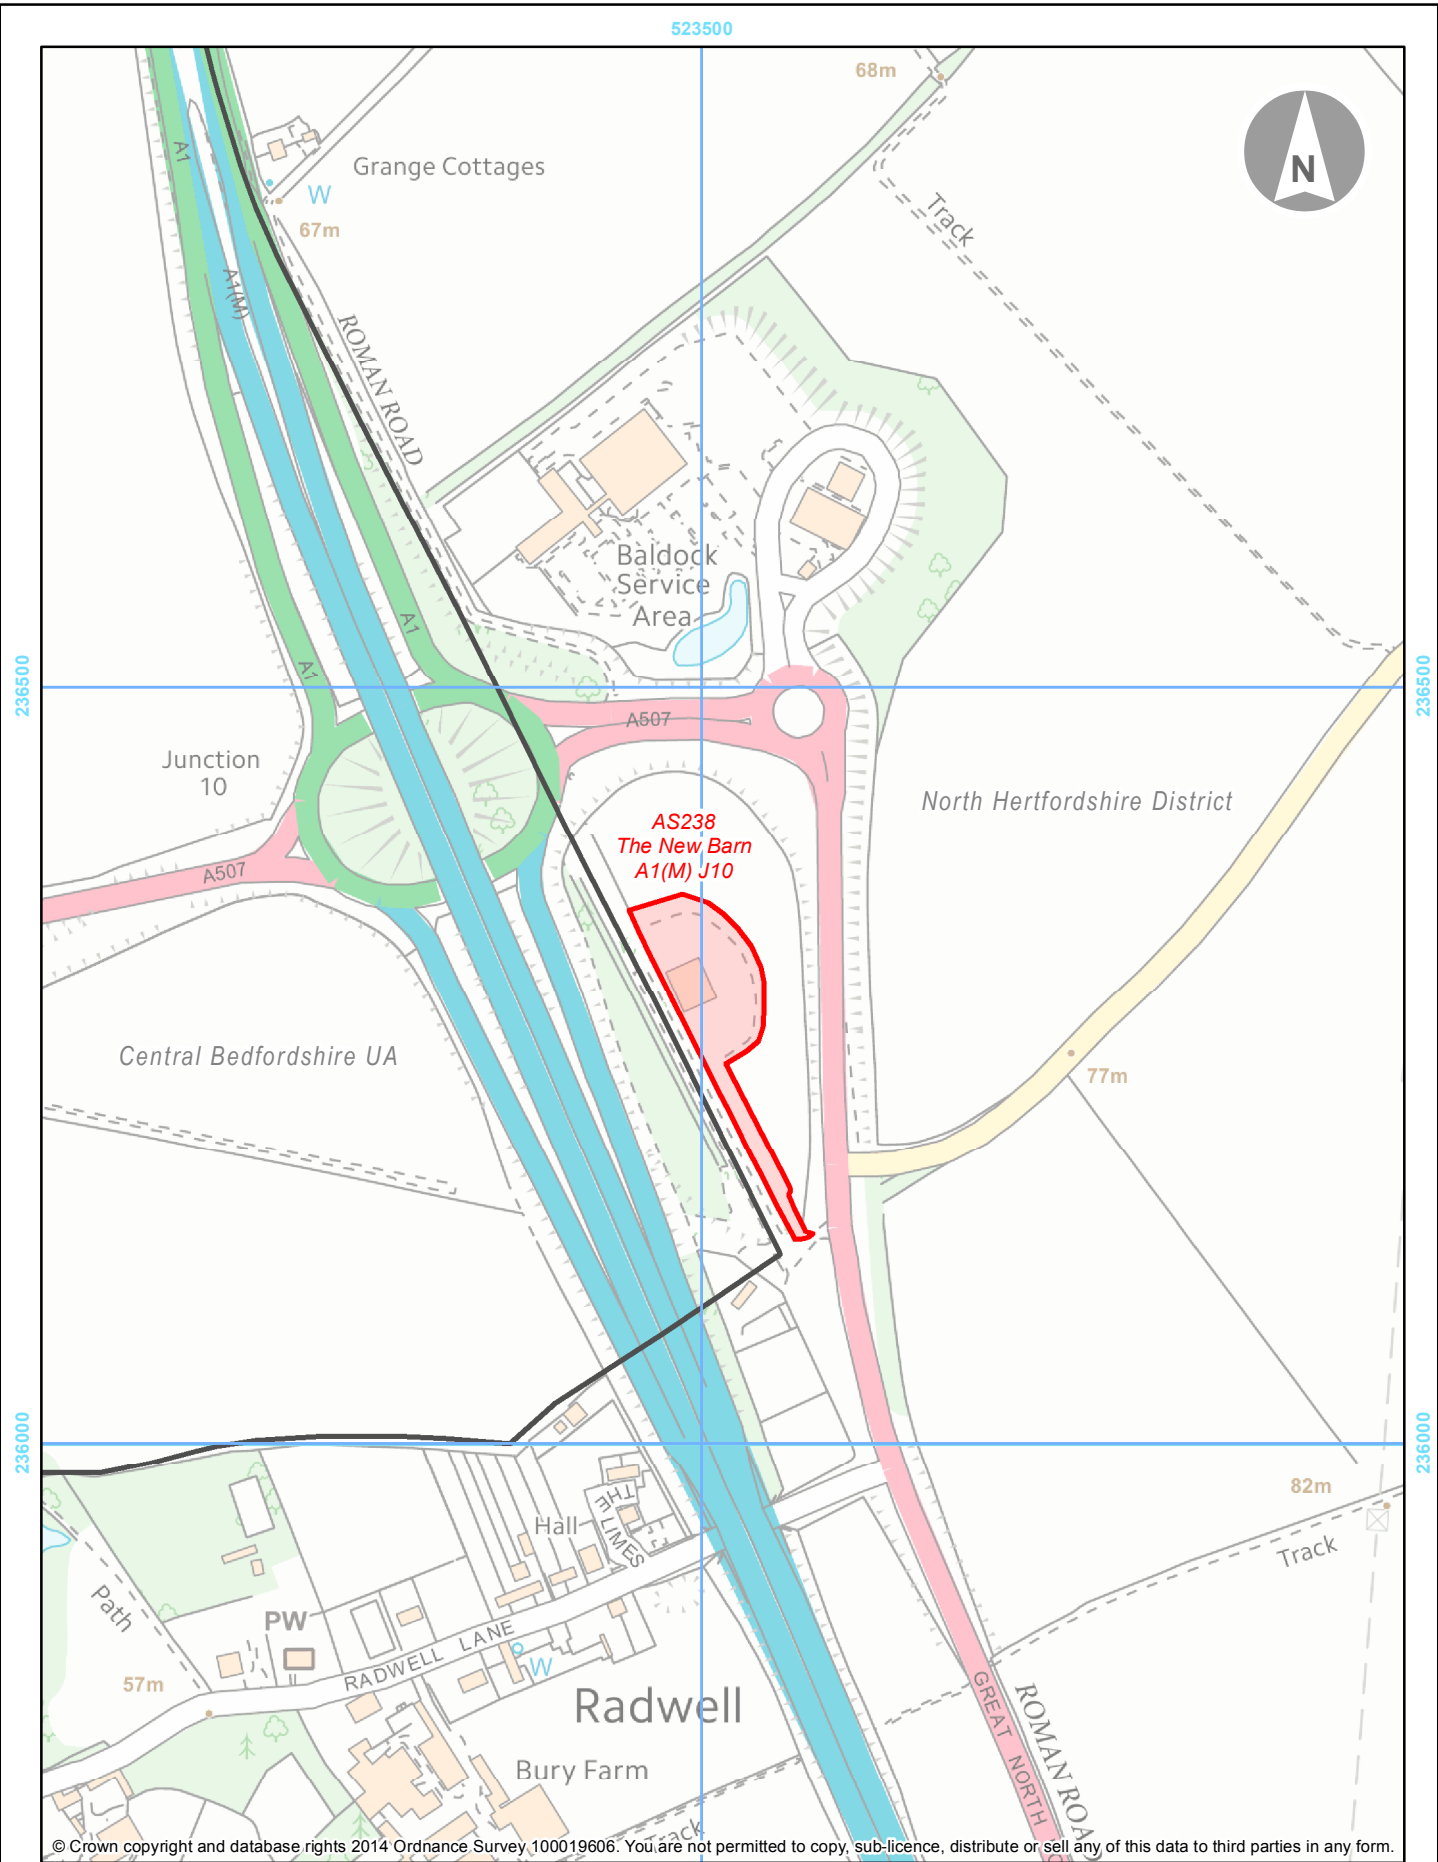 523500
68m
N
A1
Grange Cottages
W
67m
Track
A1(M)
ROMAN ROAD
Baldock
Service
Area
A1
A1
236500
236500
A507
Junction
10
North Hertfordshire District
AS238
The New Barn
A1(M) J10
A507
Central Bedfordshire UA
77m
236000
236000
82m
THE LIMES
Hall
Track
Path
PW
RADWELL LANE
W
57m
Radwell
GREAT NORTH
ROMAN ROAD
Bury Farm
Track
© Crown copyright and database rights 2014 Ordnance Survey 100019606. You are not permitted to copy, sub-licence, distribute or sell any of this data to third parties in any form.